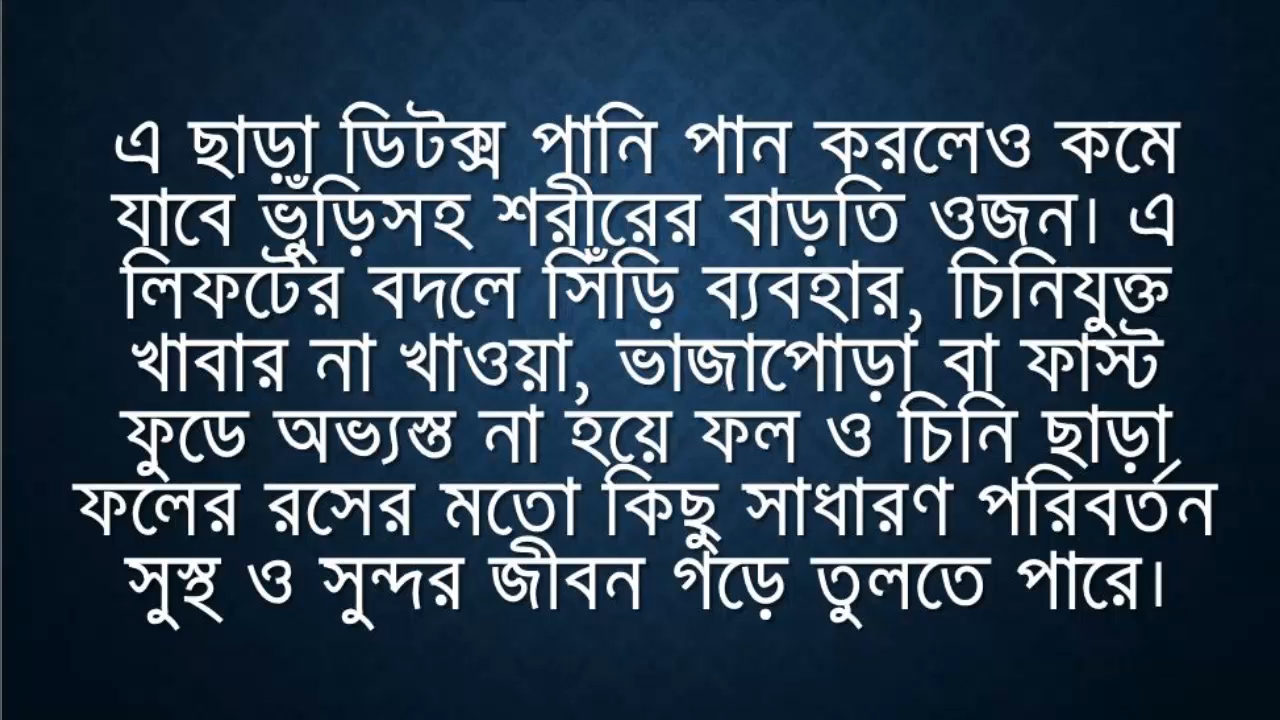 এ ছাড়া ডিটক্স পানি পান করলেও কমে
যাবে ভুঁড়িসহ শরীরের বাড়তি ওজন। এ
লিফটের বদলে সিঁড়ি ব্যবহার, চিনিযুক্ত
খাবার না খাওয়া, ভাজাপোড়া বা ফাস্ট
ফুডে অভ্যস্ত না হয়ে ফল ও চিনি ছাড়া
ফলের রসের মতো কিছু সাধারণ পরিবর্তন
সুস্থ ও সুন্দর জীবন গড়ে তুলতে পারে।